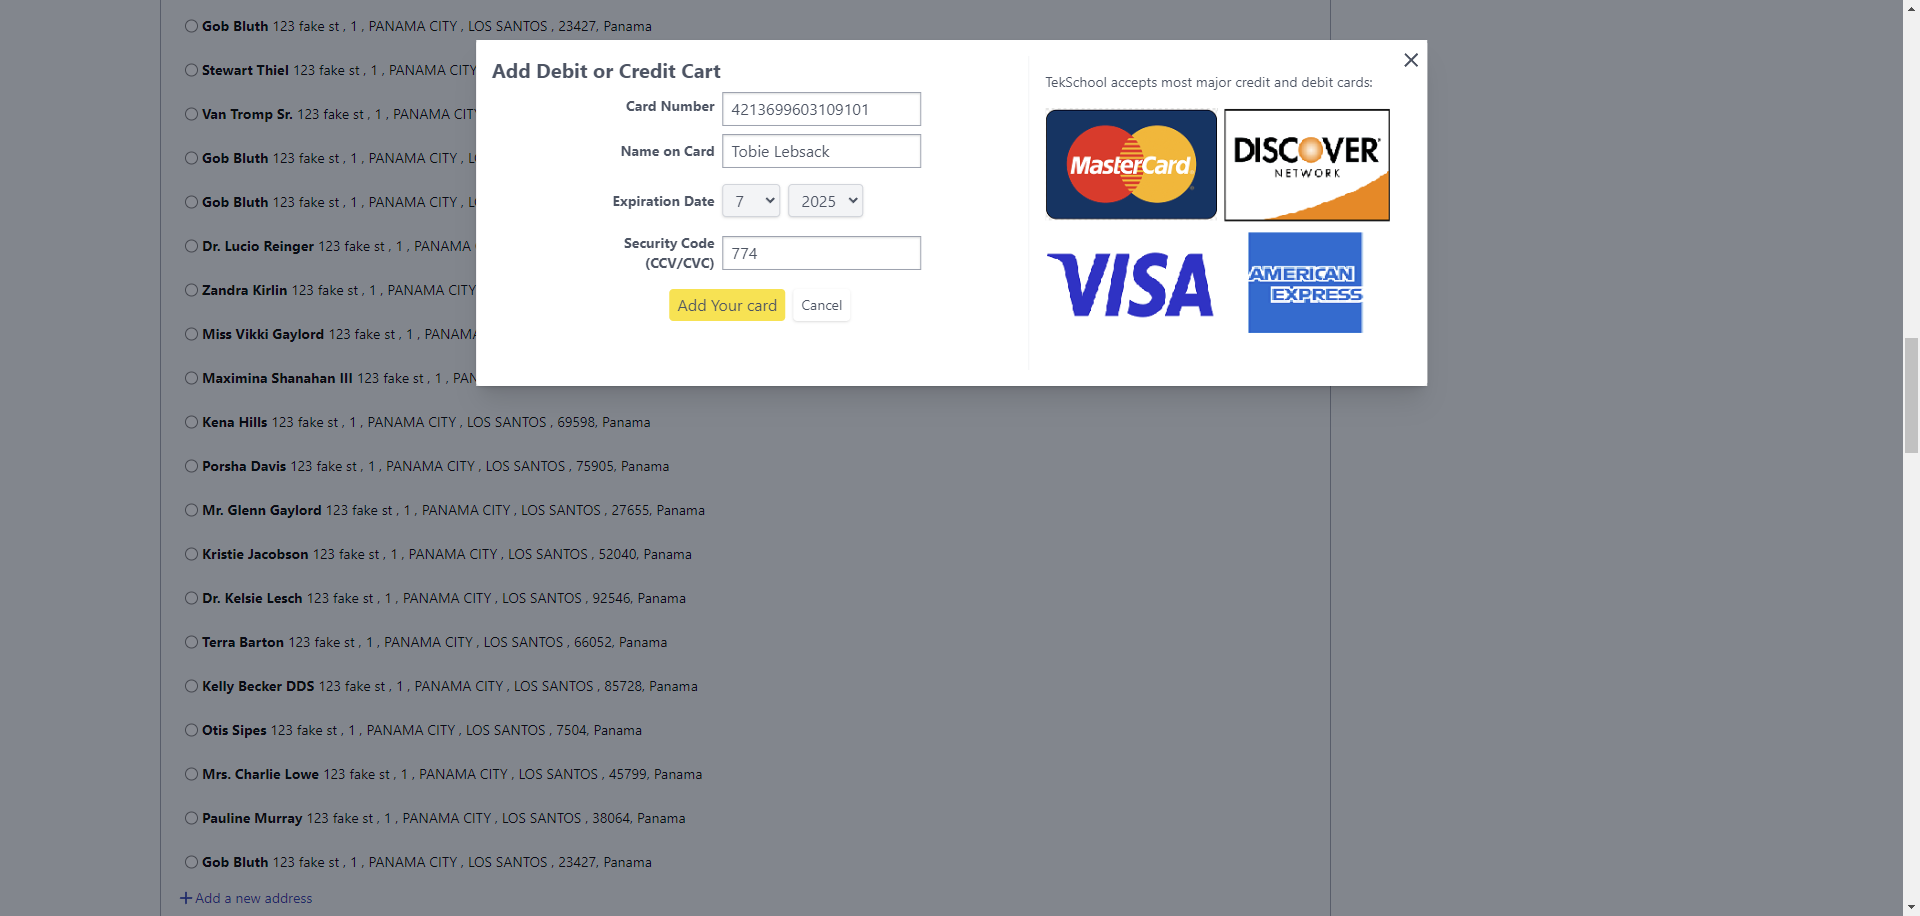 Gob Bluth 123 fake st , 1 , PANAMA CITY , LOS SANTOS , 23427, Panama
Stewart Thiel 123 fake st , 1 , PANAMA CITY
Van Tromp Sr. 123 fake st , 1 , PANAMA CIT
Gob Bluth 123 fake st , 1 , PANAMA CITY , L
Gob Bluth 123 fake st , 1 , PANAMA CITY , L
Dr. Lucio Reinger 123 fake st , 1 , PANAMA
Zandra Kirlin 123 fake st , 1 , PANAMA CITY
Miss Vikki Gaylord 123 fake st , 1 , PANAMA
Maximina Shanahan III 123 fake st , 1 , PAN
Add Debit or Credit Cart
Card Number 4213699603109101
Name on Card Tobie Lebsack
Expiration Date 7 2025
Security Code
(CCV/CVC) 774
Add Your card Cancel
TekSchool accepts most major credit and debit cards:
MasterCard
DISCOVER
NETWORK
VISA
AMERICAN
EXPRESS
Kena Hills 123 fake st , 1 , PANAMA CITY , LOS SANTOS , 69598, Panama
Porsha Davis 123 fake st , 1 , PANAMA CITY , LOS SANTOS , 75905, Panama
Mr. Glenn Gaylord 123 fake st , 1 , PANAMA CITY , LOS SANTOS , 27655, Panama
Kristie Jacobson 123 fake st , 1 , PANAMA CITY , LOS SANTOS , 52040, Panama
Dr. Kelsie Lesch 123 fake st , 1 , PANAMA CITY , LOS SANTOS , 92546, Panama
Terra Barton 123 fake st , 1 , PANAMA CITY , LOS SANTOS , 66052, Panama
Kelly Becker DDS 123 fake st , 1 , PANAMA CITY , LOS SANTOS , 85728, Panama
Otis Sipes 123 fake st , 1 , PANAMA CITY , LOS SANTOS , 7504, Panama
Mrs. Charlie Lowe 123 fake st , 1 , PANAMA CITY , LOS SANTOS , 45799, Panama
Pauline Murray 123 fake st , 1 , PANAMA CITY , LOS SANTOS , 38064, Panama
Gob Bluth 123 fake st , 1 , PANAMA CITY , LOS SANTOS , 23427, Panama
Add a new address